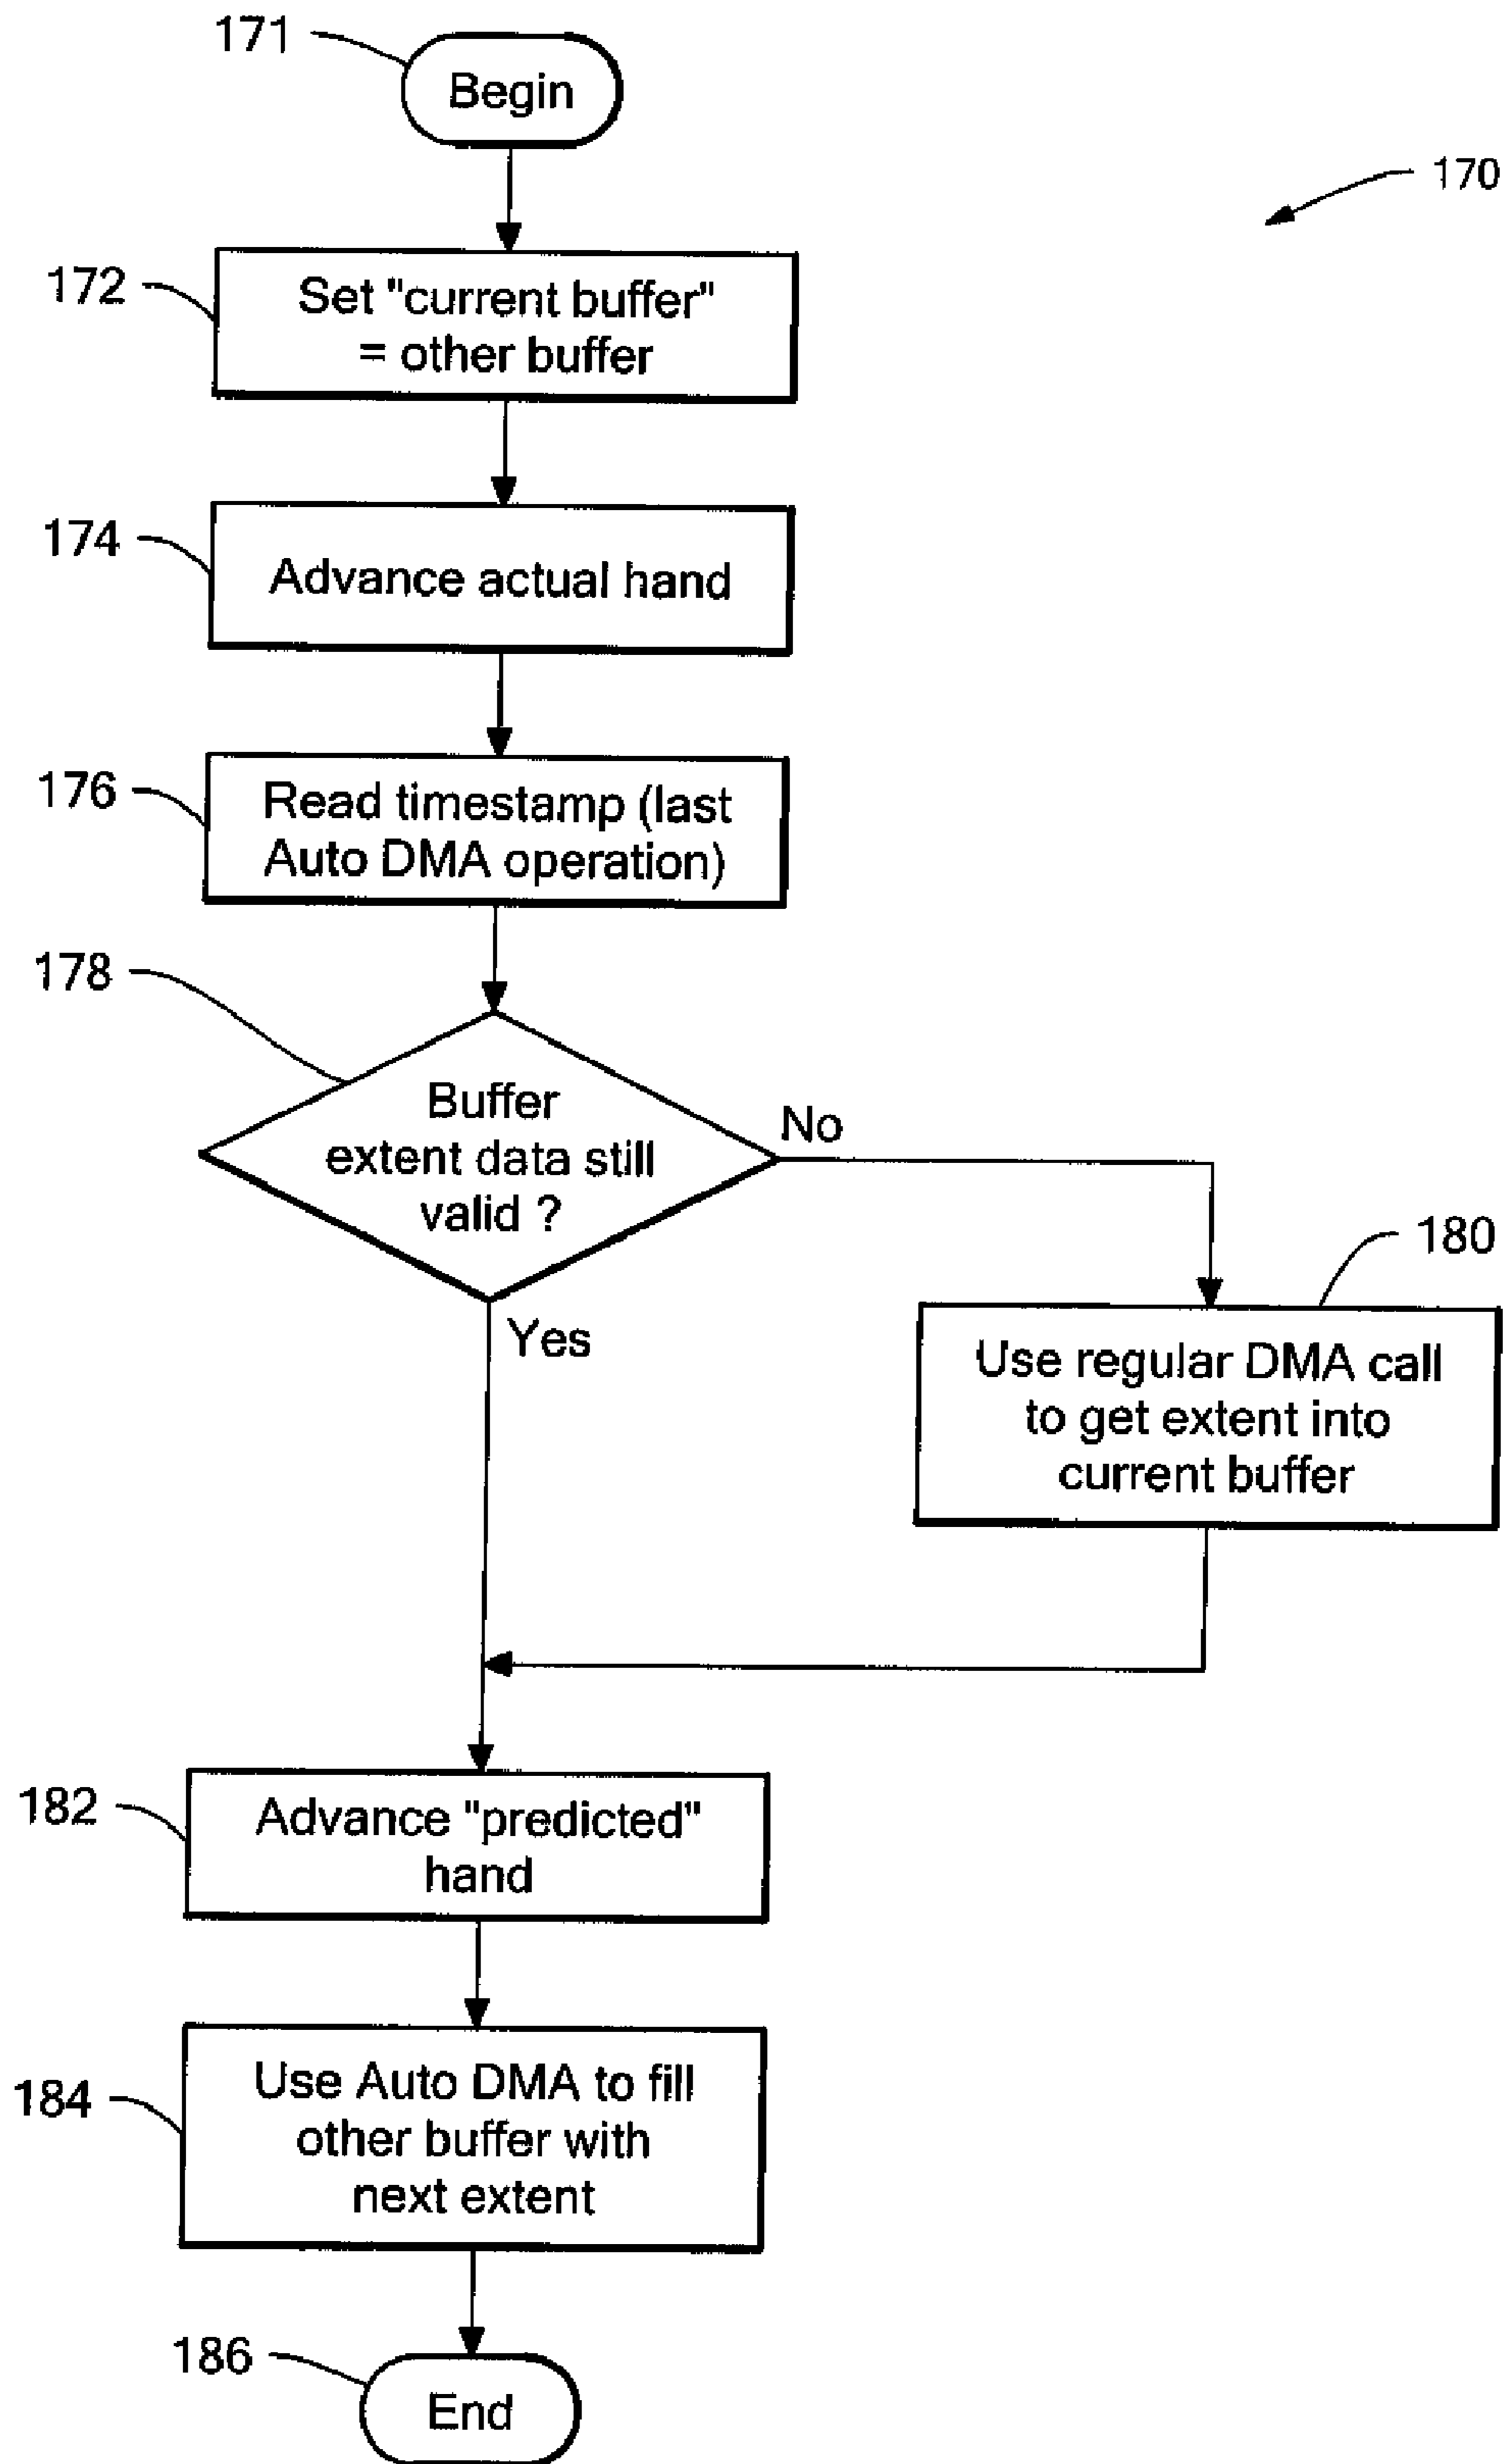 171
Begin
170
172
Set "current buffer"
= other buffer
174
Advance actual hand
176
Read timestamp (last
Auto DMA operation)
178
Buffer
extent data still
valid ?
No
Yes
180
Use regular DMA call
to get extent into
current buffer
182
Advance "predicted"
hand
184
Use Auto DMA to fill
other buffer with
next extent
186
End